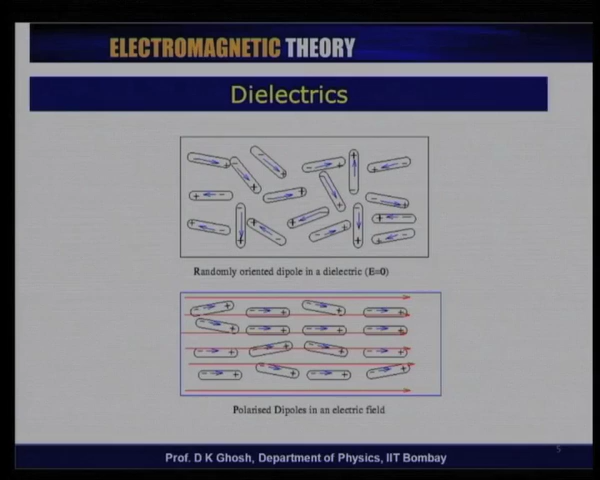 ELECTROMAGNETIC THEORY
Dielectrics
Randomly oriented dipole in a dielectric (E=0)
Polarised Dipoles in an electric field
5
Prof. D K Ghosh, Department of Physics, IIT Bombay